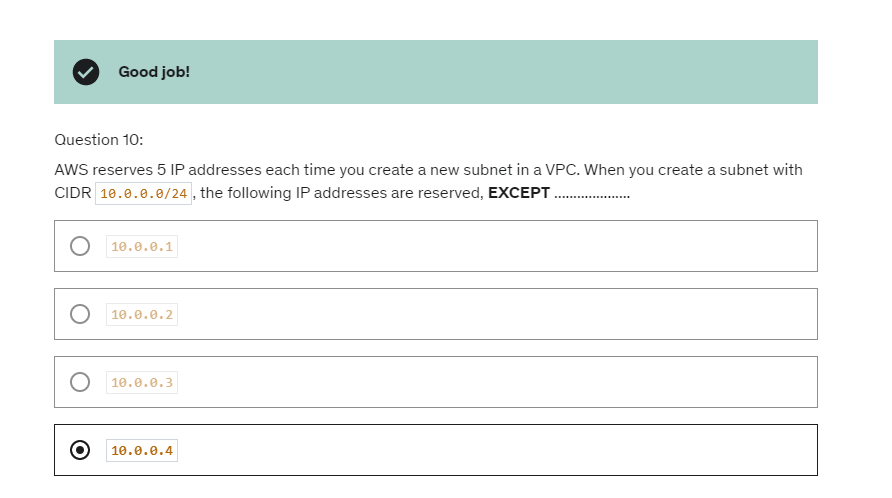 Good job!
Question 10:
AWS reserves 5 IP addresses each time you create a new subnet in a VPC. When you create a subnet with
CIDR 10.0.0.0/24, the following IP addresses are reserved, EXCEPT ....................
10.0.0.1
10.0.0.2
10.0.0.3
10.0.0.4